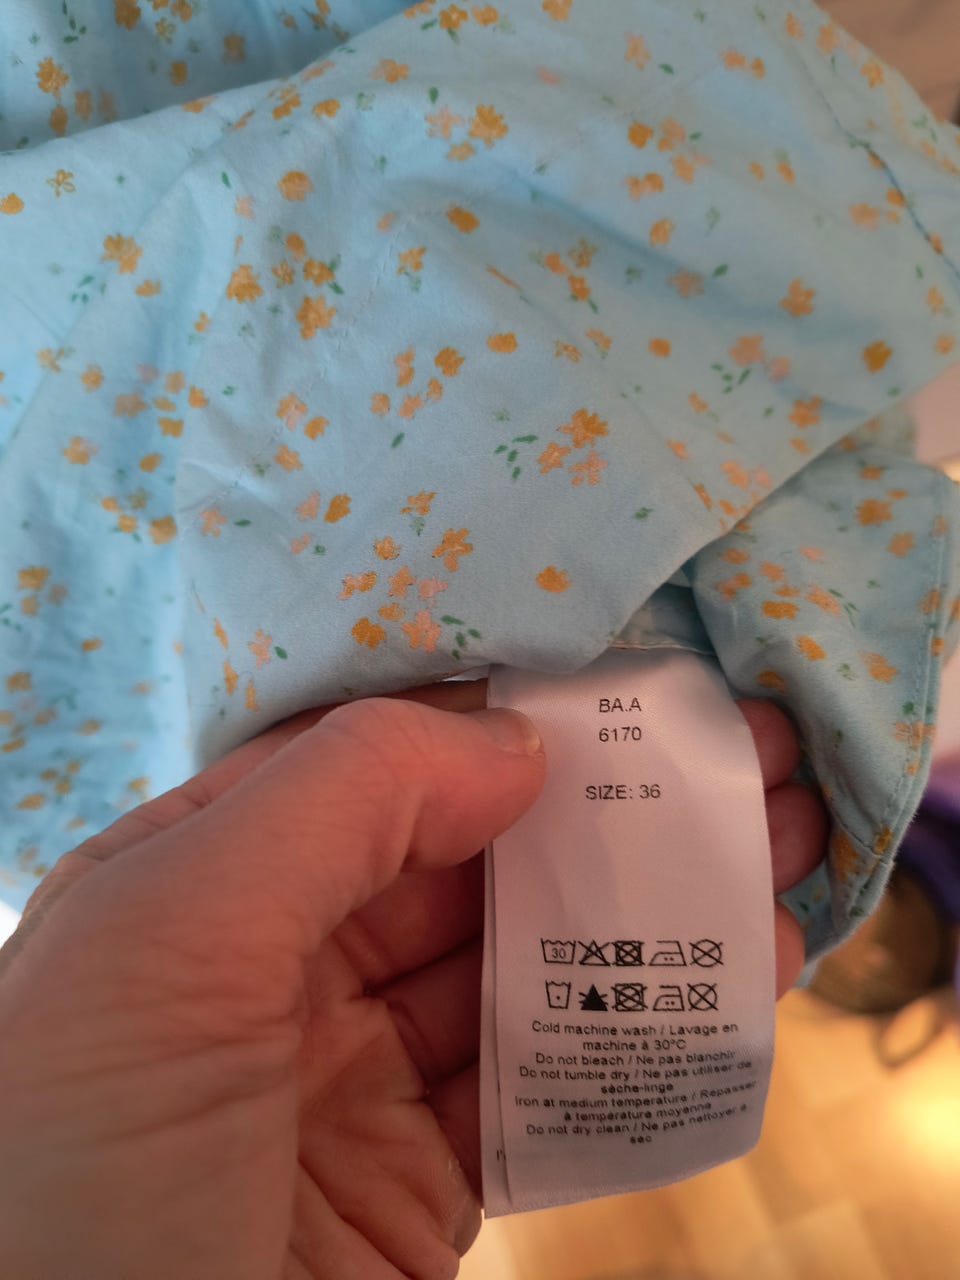 BA.A
6170
SIZE: 36
30
Cold machine wash / Lavage en
machine à 30°C
Do not bleach / Ne pas blanchir
Do not tumble dry / Ne pas utiliser de
sèche-linge
Iron at medium temperature / Repasser
à température moyenne
Do not dry clean / Ne pas nettoyer à
sec